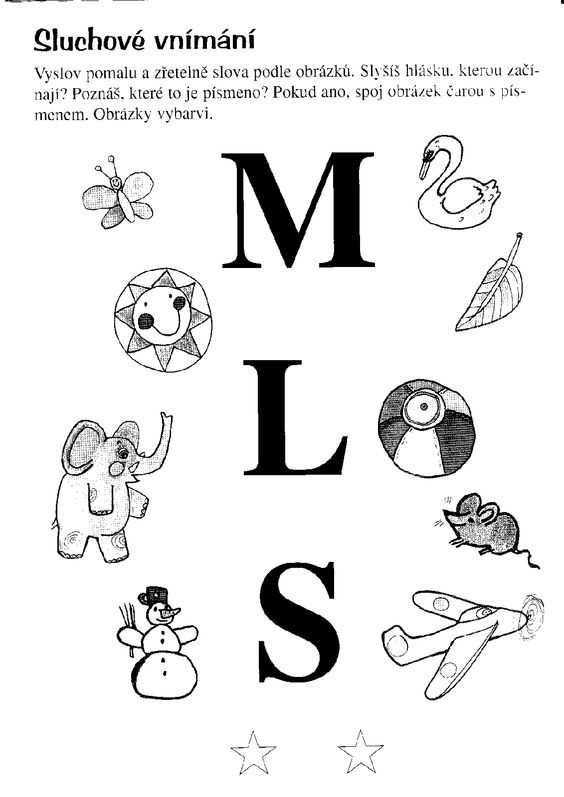 Sluchové vnímání
Vyslov pomalu a zřetelně slova podle obrázků. Slyšíš hlásku, kterou začí-
nají? Poznáš, které to je písmeno? Pokud ano, spoj obrázek čarou s pís-
menem. Obrázky vybarvi.
M
L
S